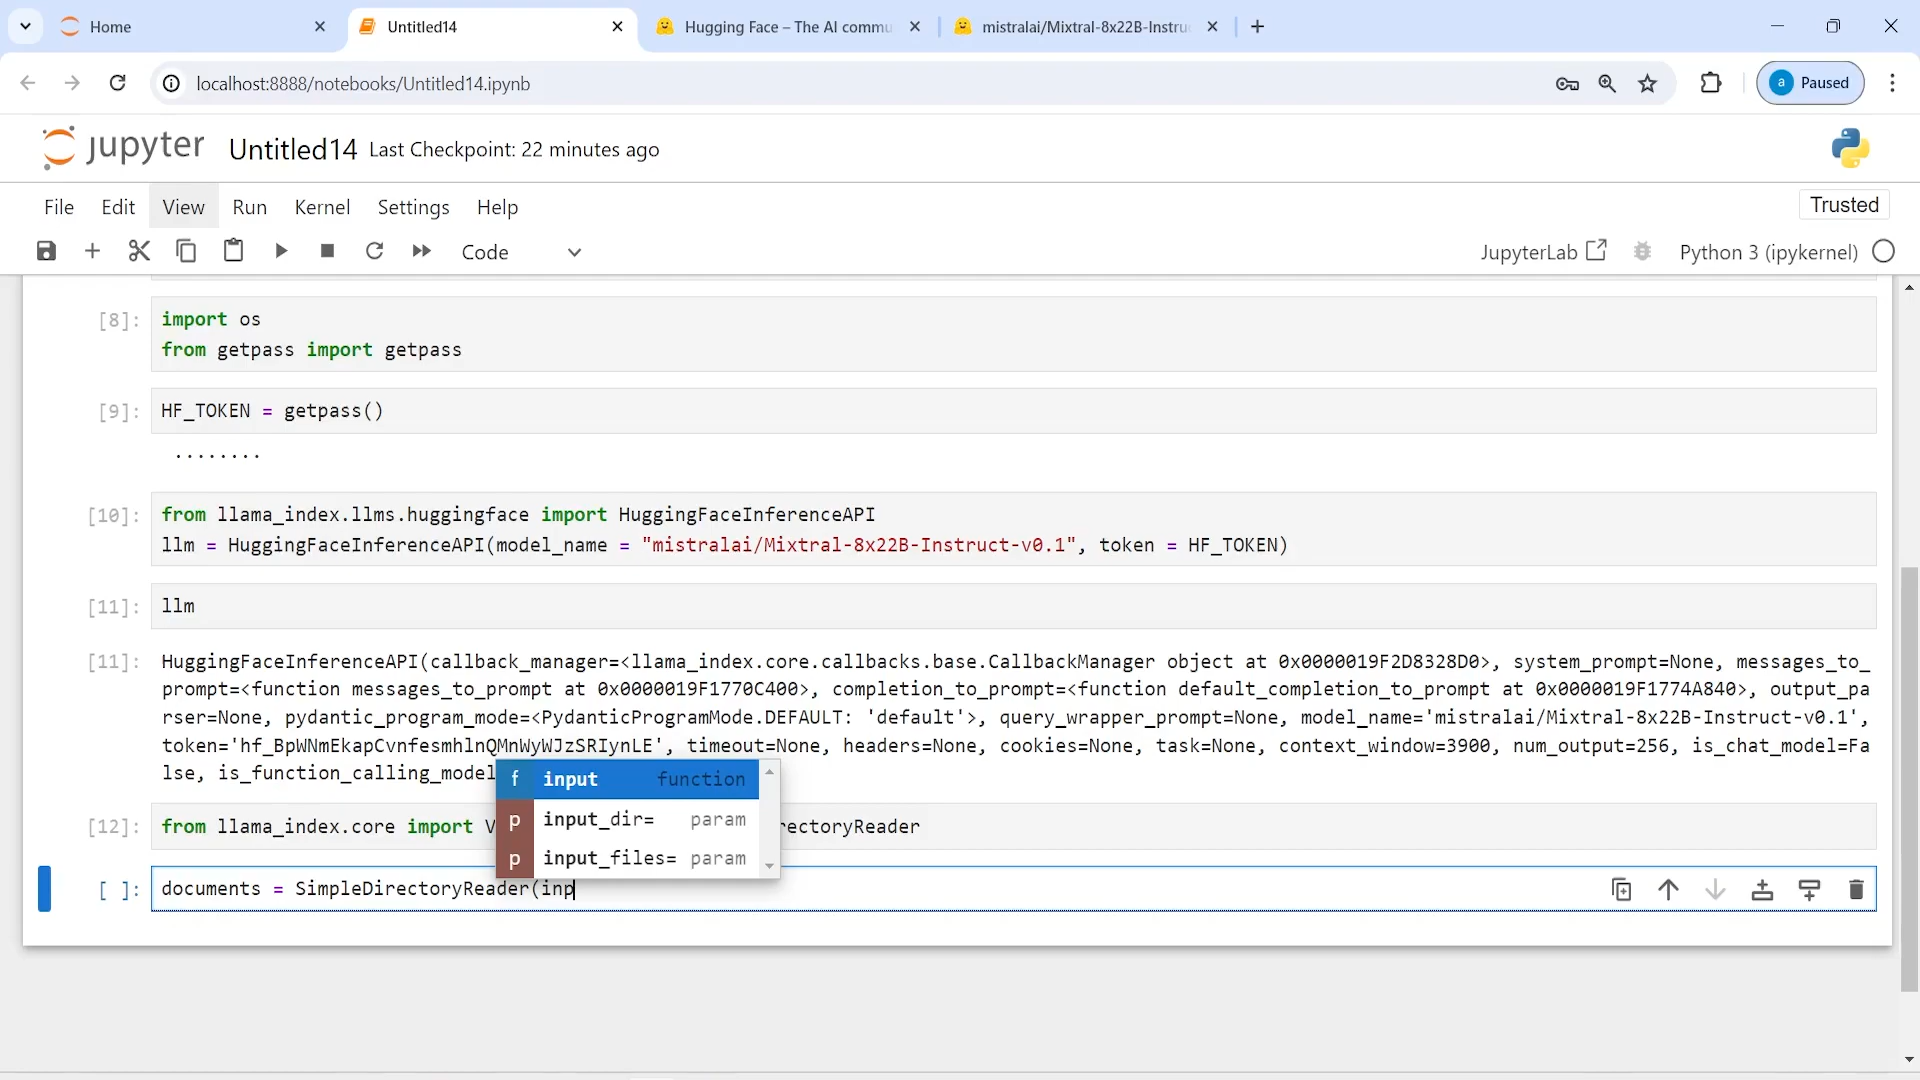 Home
Untitled14
Hugging Face – The AI commu
mistralai/Mixtral-8x22B-Instru
localhost:8888/notebooks/Untitled14.ipynb
a Paused
jupyter Untitled14 Last Checkpoint: 22 minutes ago
File Edit View Run Kernel Settings Help
Trusted
Code
JupyterLab
Python 3 (ipykernel)
[8]: import os
from getpass import getpass
[9]: HF_TOKEN = getpass()
........
[10]: from llama_index.llms.huggingface import HuggingFaceInferenceAPI
llm = HuggingFaceInferenceAPI(model_name = "mistralai/Mixtral-8x22B-Instruct-v0.1", token = HF_TOKEN)
[11]: llm
[11]: HuggingFaceInferenceAPI(callback_manager=<llama_index.core.callbacks.base.CallbackManager object at 0x0000019F2D8328D0>, system_prompt=None, messages_to_
prompt=<function messages_to_prompt at 0x0000019F1770C400>, completion_to_prompt=<function default_completion_to_prompt at 0x0000019F1774A840>, output_pa
rser=None, pydantic_program_mode=<PydanticProgramMode.DEFAULT: 'default'>, query_wrapper_prompt=None, model_name='mistralai/Mixtral-8x22B-Instruct-v0.1',
token='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', timeout=None, headers=None, cookies=None, task=None, context_window=3900, num_output=256, is_chat_model=Fa
lse, is_function_calling_model
f input function
p input_dir= param
p input_files= param
[12]: from llama_index.core import V rectoryReader
[ ]: documents = SimpleDirectoryReader(inp